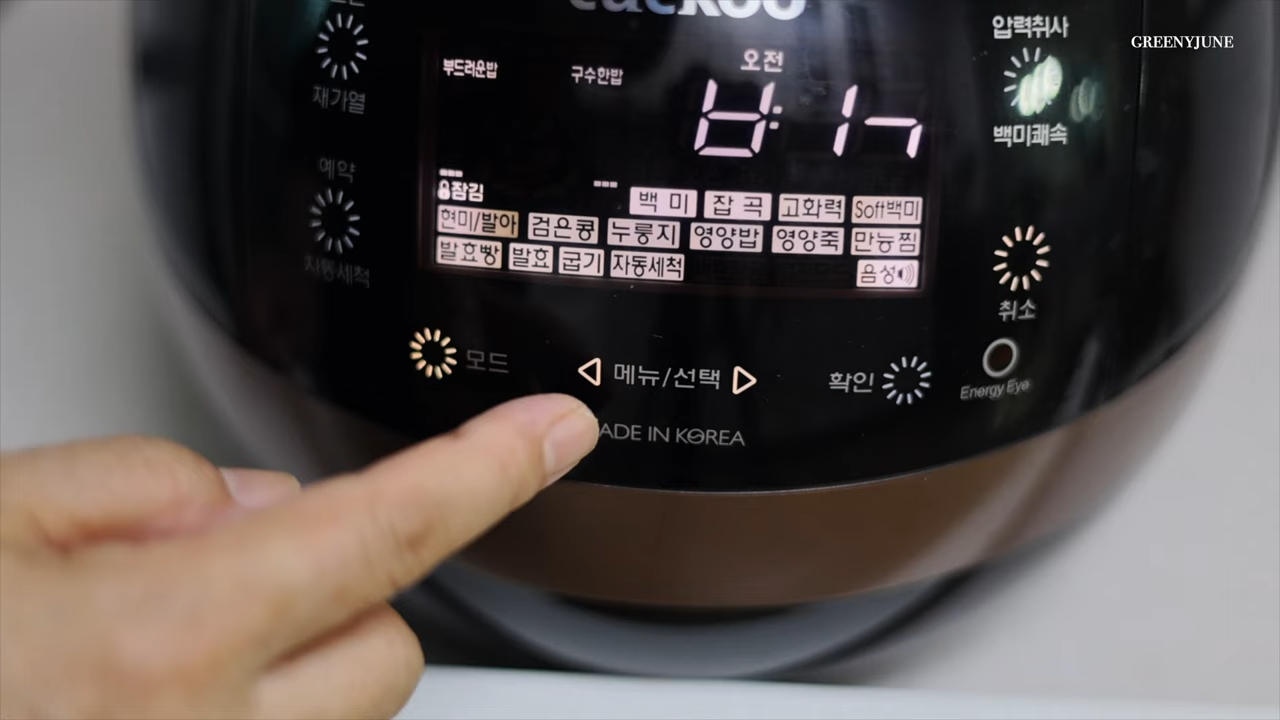 cuckoo
GREENYJUNE
압력취사
오전
부드러운밥 구수한밥
8:17
재가열
백미쾌속
예약
잠김
백미 잡곡 고화력 Soft백미
현미/발아 검은콩 누룽지 영양밥 영양죽 만능찜
발효빵 발효 굽기 자동세척 음성
자동세척
취소
모드 메뉴/선택 확인
Energy Eye
ADE IN KOREA